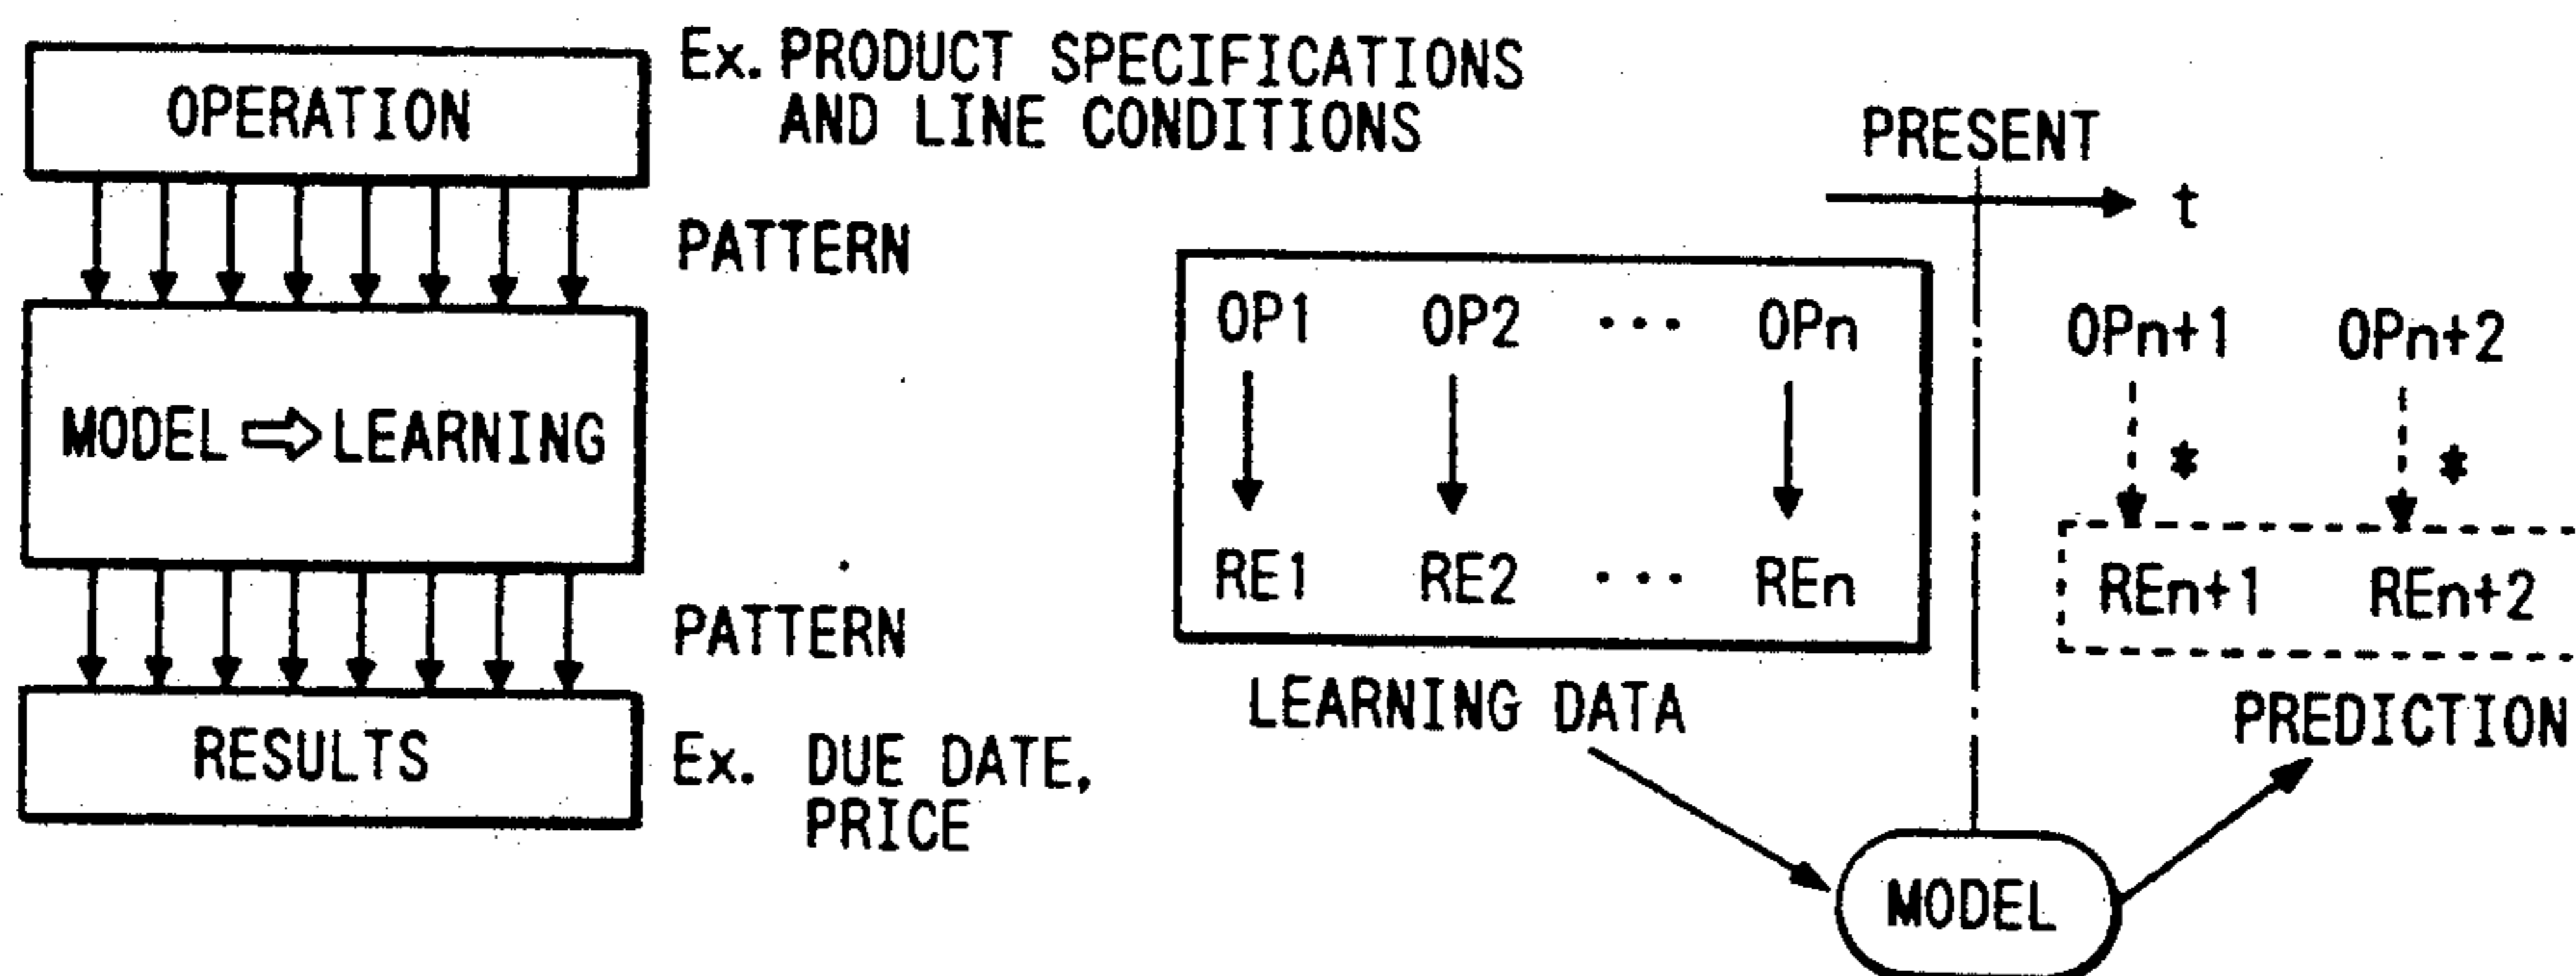 OPERATION
Ex. PRODUCT SPECIFICATIONS
AND LINE CONDITIONS
PATTERN
MODEL ⇨ LEARNING
PATTERN
RESULTS
Ex. DUE DATE,
PRICE
PRESENT
t
OP1 OP2 ... OPn
OPn+1 OPn+2
* *
RE1 RE2 ... REn
REn+1 REn+2
LEARNING DATA
PREDICTION
MODEL